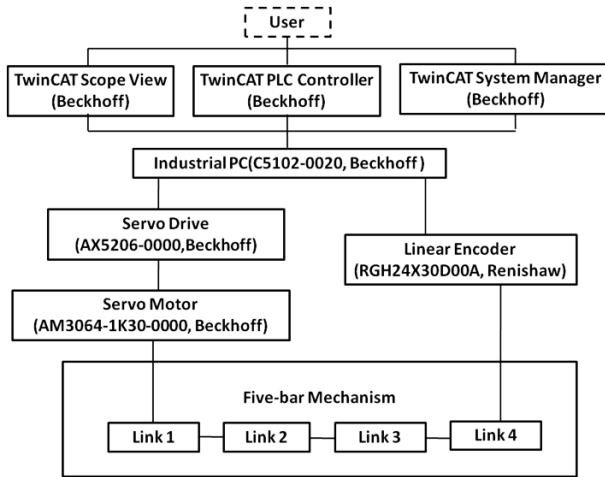 User
TwinCAT Scope View
(Beckhoff)
TwinCAT PLC Controller
(Beckhoff)
TwinCAT System Manager
(Beckhoff)
Industrial PC(C5102-0020, Beckhoff )
Servo Drive
(AX5206-0000,Beckhoff)
Linear Encoder
(RGH24X30D00A, Renishaw)
Servo Motor
(AM3064-1K30-0000, Beckhoff)
Five-bar Mechanism
Link 1
Link 2
Link 3
Link 4